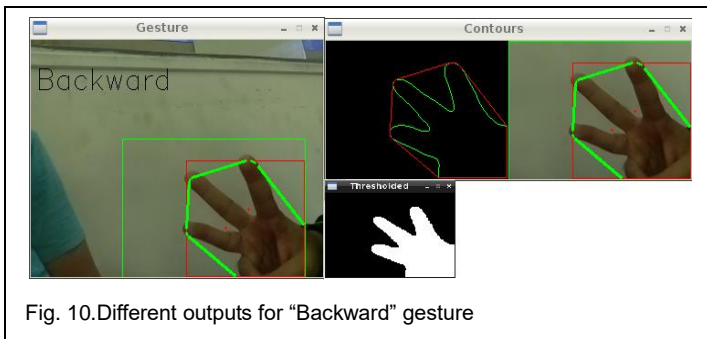 Gesture
Contours
Backward
Thresholded
Fig. 10.Different outputs for “Backward” gesture